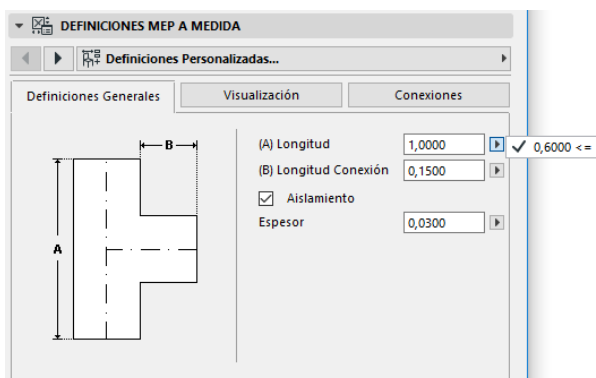 DEFINICIONES MEP A MEDIDA
Definiciones Personalizadas...
Definiciones Generales Visualización Conexiones
B
A
(A) Longitud 1,0000 0,6000 <=
(B) Longitud Conexión 0,1500
Aislamiento
Espesor 0,0300